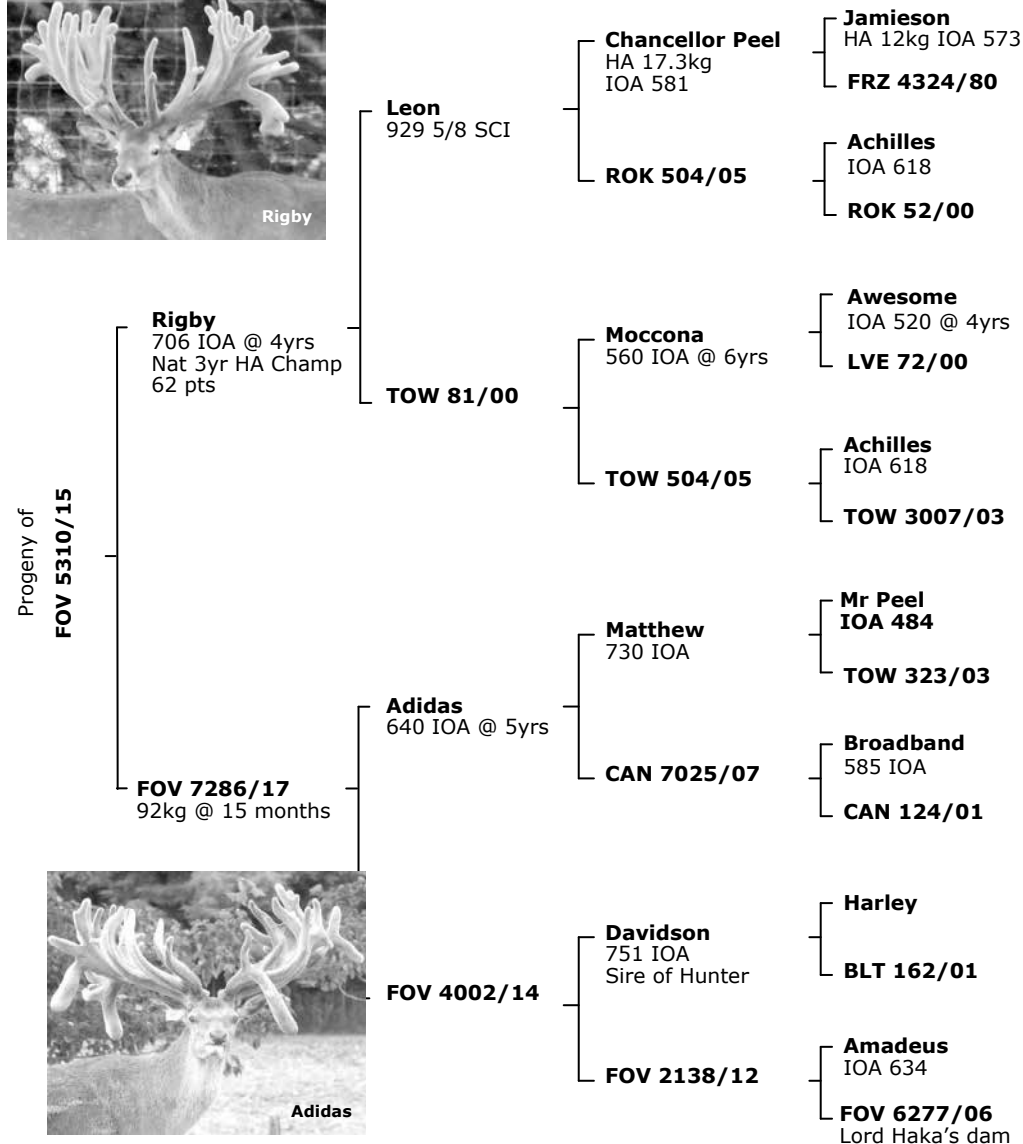 Rigby
Progeny of
FOV 5310/15
Rigby
706 IOA @ 4yrs
Nat 3yr HA Champ
62 pts
FOV 7286/17
92kg @ 15 months
Leon
929 5/8 SCI
TOW 81/00
Adidas
640 IOA @ 5yrs
FOV 4002/14
Chancellor Peel
HA 17.3kg
IOA 581
ROK 504/05
Moccona
560 IOA @ 6yrs
TOW 504/05
Matthew
730 IOA
CAN 7025/07
Davidson
751 IOA
Sire of Hunter
FOV 2138/12
Jamieson
HA 12kg IOA 573
FRZ 4324/80
Achilles
IOA 618
ROK 52/00
Awesome
IOA 520 @ 4yrs
LVE 72/00
Achilles
IOA 618
TOW 3007/03
Mr Peel
IOA 484
TOW 323/03
Broadband
585 IOA
CAN 124/01
Harley
BLT 162/01
Amadeus
IOA 634
FOV 6277/06
Lord Haka's dam
Adidas